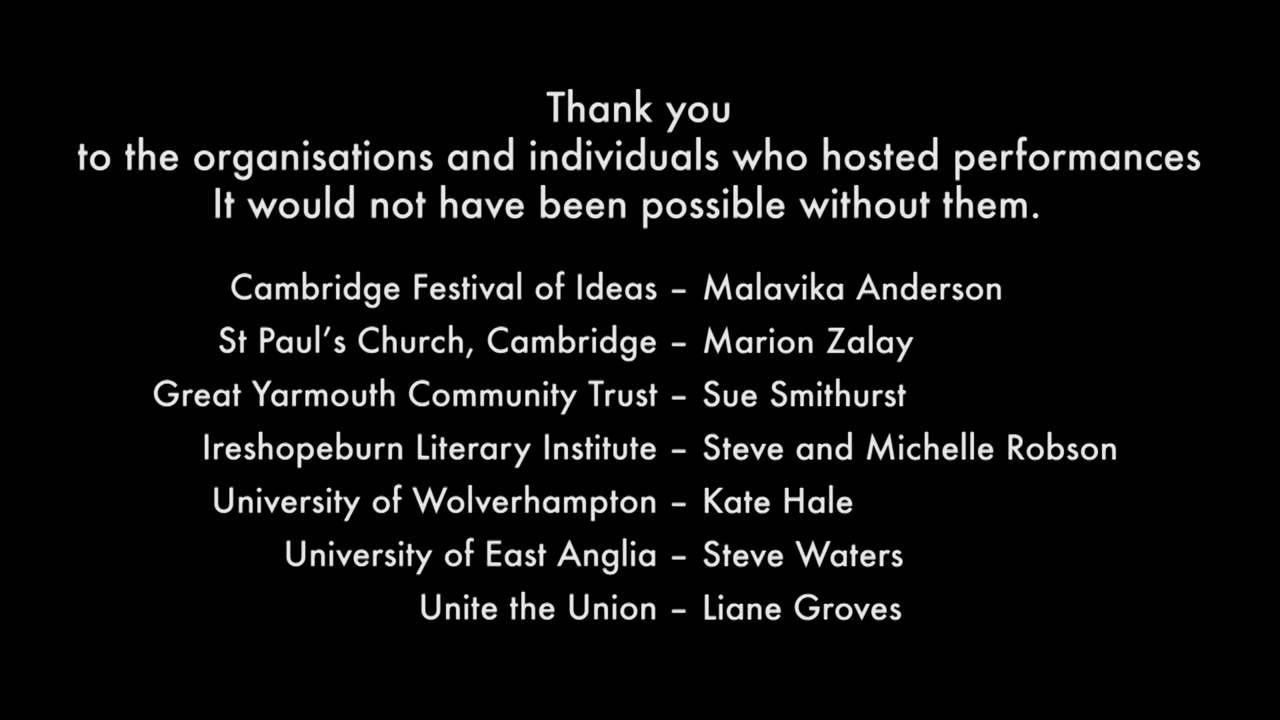 Thank you
to the organisations and individuals who hosted performances
It would not have been possible without them.
Cambridge Festival of Ideas – Malavika Anderson
St Paul’s Church, Cambridge – Marion Zalay
Great Yarmouth Community Trust – Sue Smithurst
Ireshopeburn Literary Institute – Steve and Michelle Robson
University of Wolverhampton – Kate Hale
University of East Anglia – Steve Waters
Unite the Union – Liane Groves